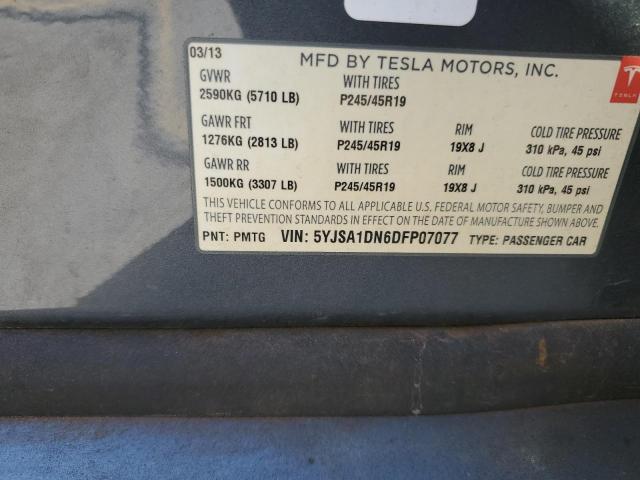 03/13 MFD BY TESLA MOTORS, INC.
GVWR WITH TIRES
2590KG (5710 LB) P245/45R19
GAWR FRT WITH TIRES RIM COLD TIRE PRESSURE
1276KG (2813 LB) P245/45R19 19X8 J 310 kPa, 45 psi
GAWR RR WITH TIRES RIM COLD TIRE PRESSURE
1500KG (3307 LB) P245/45R19 19X8 J 310 kPa, 45 psi
THIS VEHICLE CONFORMS TO ALL APPLICABLE U.S. FEDERAL MOTOR SAFETY, BUMPER AND
THEFT PREVENTION STANDARDS IN EFFECT ON THE DATE OF MANUFACTURE SHOWN ABOVE.
PNT: PMTG VIN: 5YJSA1DN6DFP07077 TYPE: PASSENGER CAR
TESLA